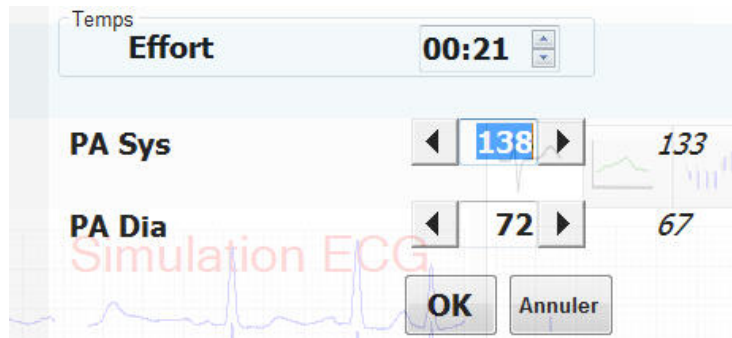 Temps
Effort 00:21
PA Sys 138 133
PA Dia 72 67
Simulation ECG
OK Annuler